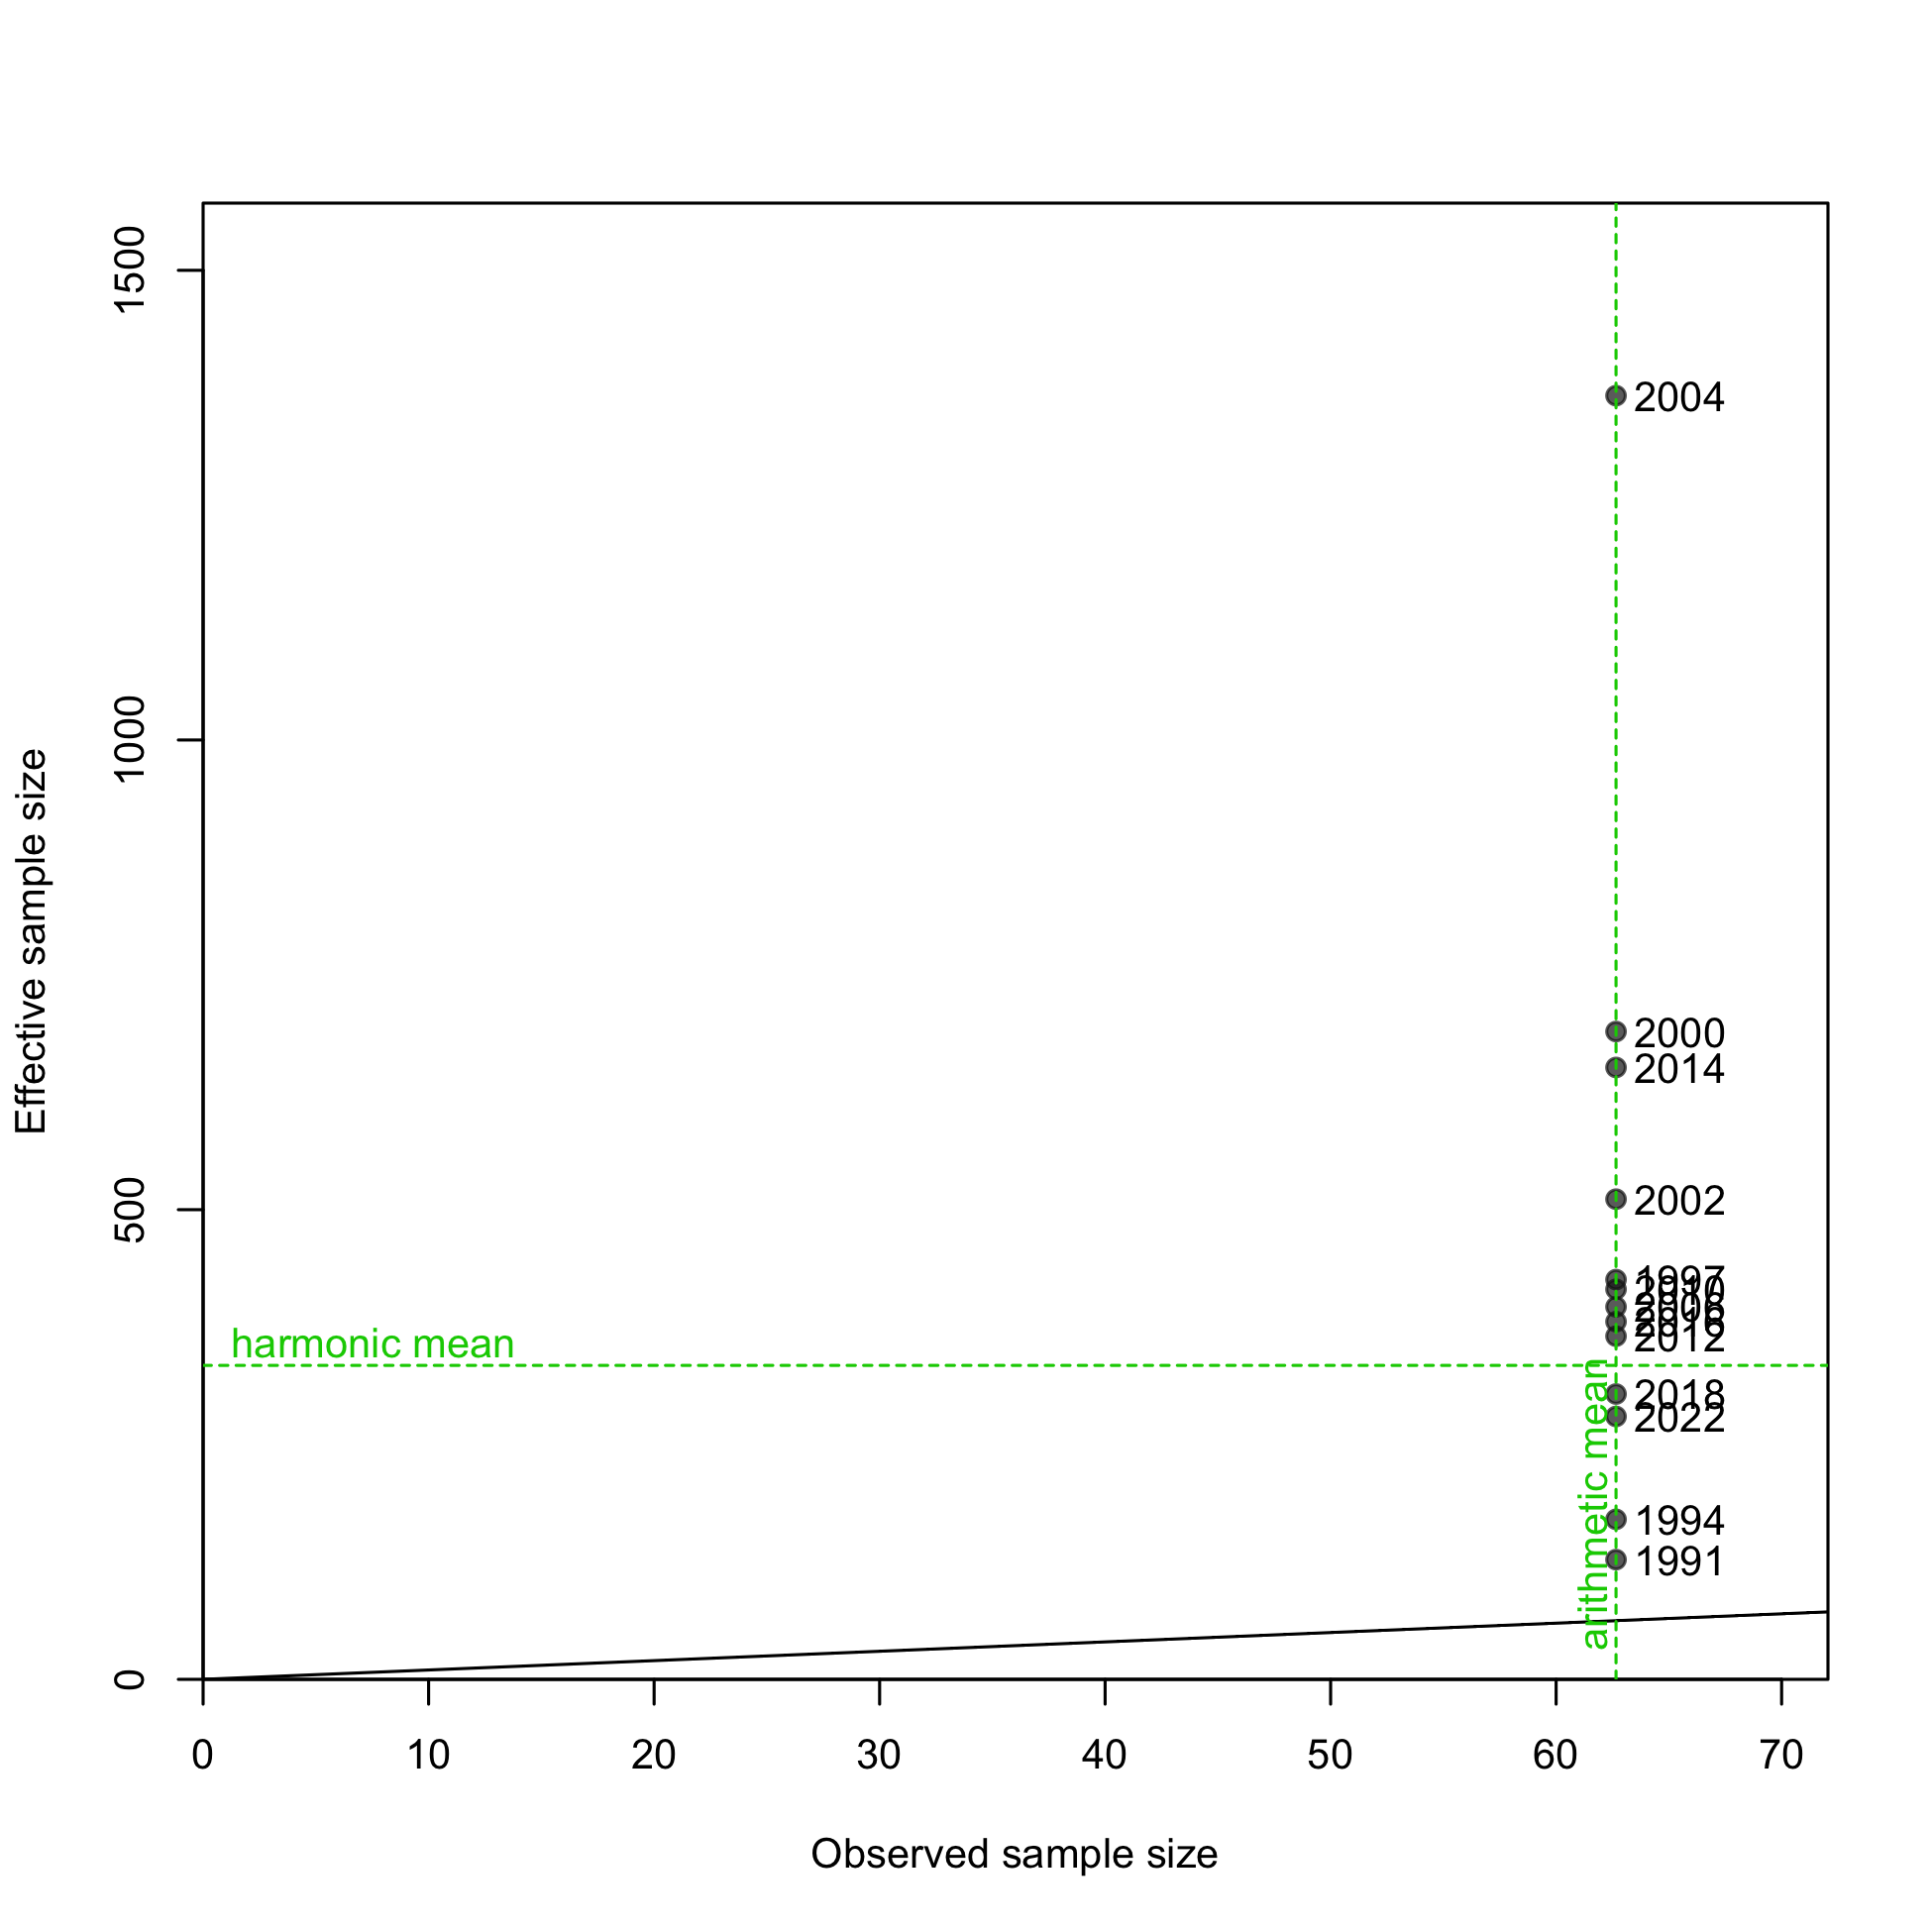 1500
1000
500
0
Effective sample size
2004
2000
2014
2002
1997
2012
2018
2022
1994
1991
harmonic mean
arithmetic mean
0 10 20 30 40 50 60 70
Observed sample size